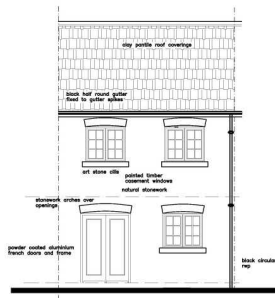 clay pantile roof coverings
black half round gutter
fixed to gutter spikes
art stone cills
painted timber
casement windows
natural stonework
stonework arches over
openings
powder coated aluminium
french doors and frame
black circular
rwp